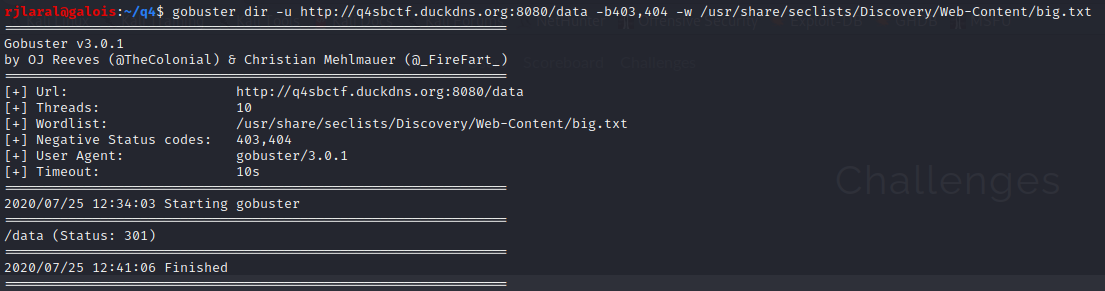 rjlaral@galois:~/q4$ gobuster dir -u http://q4sbctf.duckdns.org:8080/data -b403,404 -w /usr/share/seclists/Discovery/Web-Content/big.txt
===============================================================
Gobuster v3.0.1
by OJ Reeves (@TheColonial) & Christian Mehlmauer (@_FireFart_)
===============================================================
[+] Url:                     http://q4sbctf.duckdns.org:8080/data
[+] Threads:                 10
[+] Wordlist:                /usr/share/seclists/Discovery/Web-Content/big.txt
[+] Negative Status codes:   403,404
[+] User Agent:              gobuster/3.0.1
[+] Timeout:                 10s
===============================================================
2020/07/25 12:34:03 Starting gobuster
===============================================================
/data (Status: 301)
===============================================================
2020/07/25 12:41:06 Finished
===============================================================
Scoreboard Challenges
Challenges